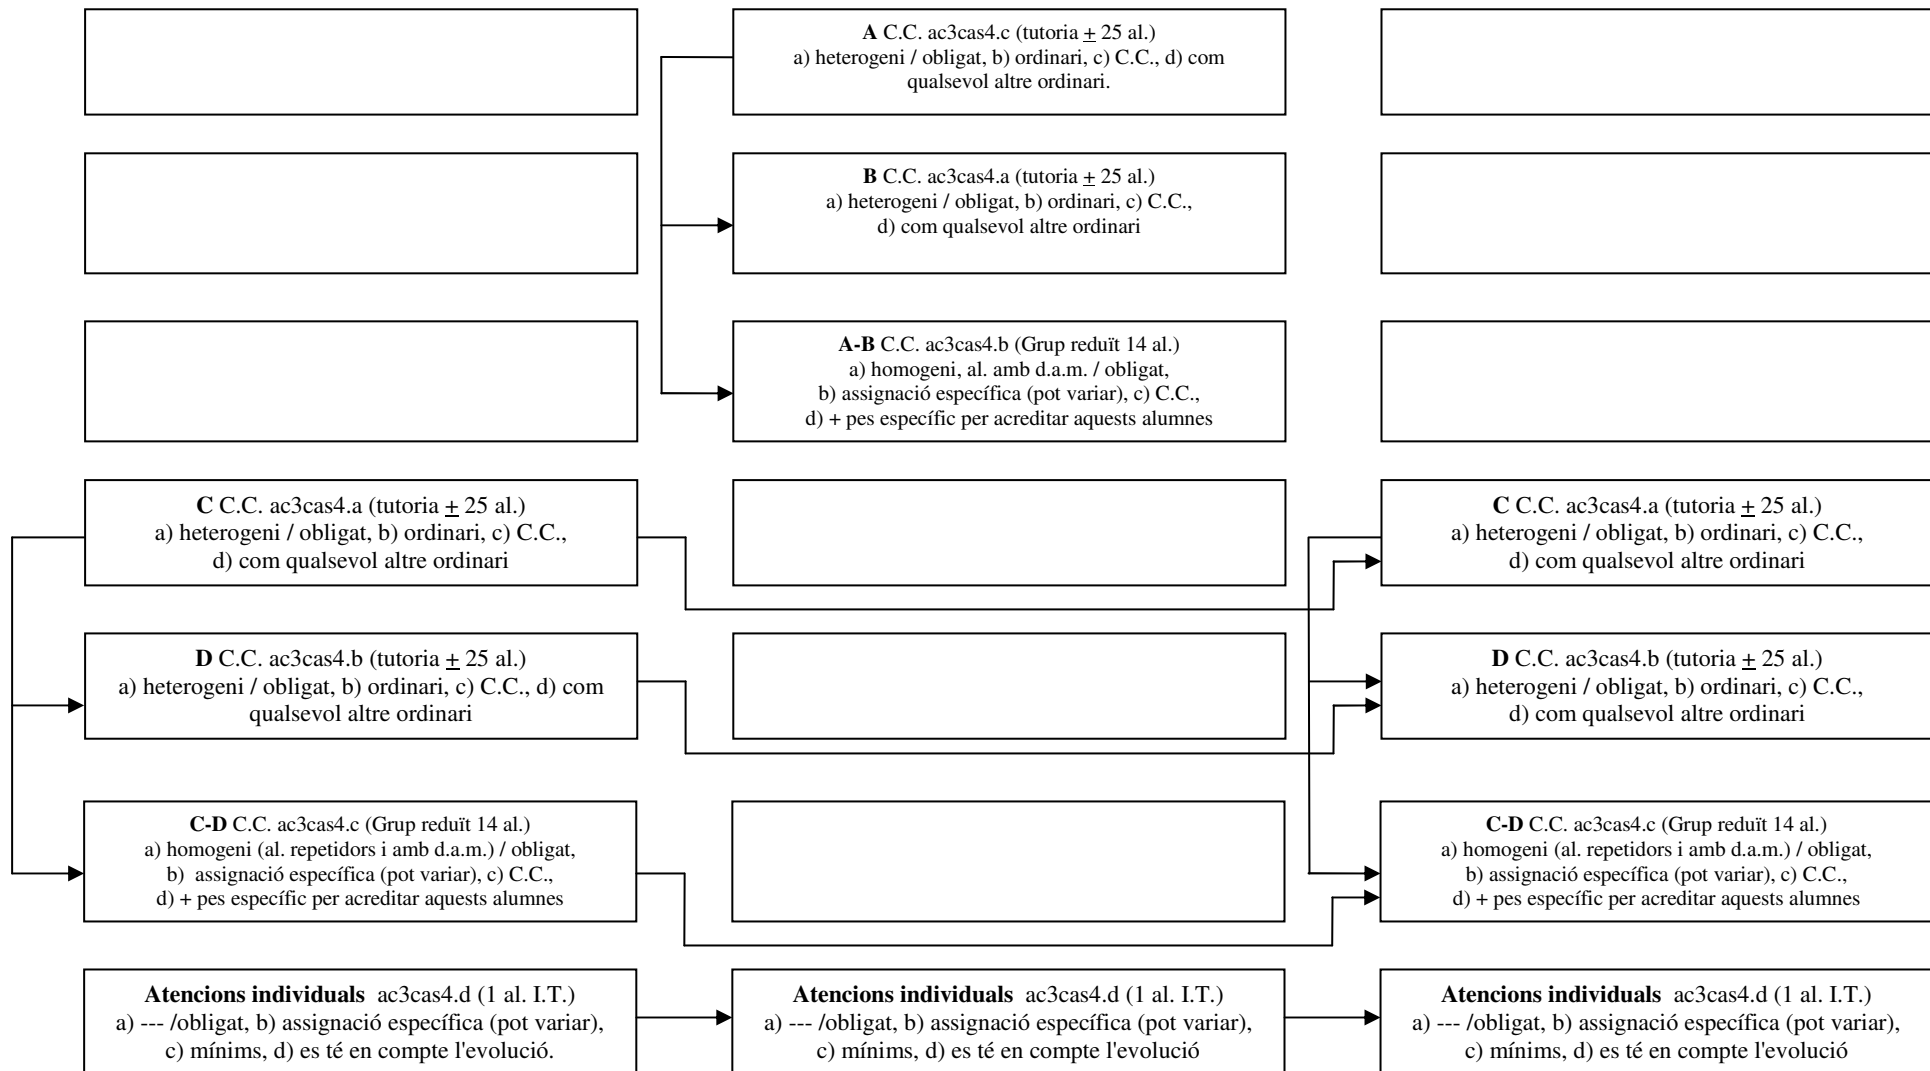 A C.C. ac3cas4.c (tutoria ± 25 al.)
a) heterogeni / obligat, b) ordinari, c) C.C., d) com
qualsevol altre ordinari.
B C.C. ac3cas4.a (tutoria ± 25 al.)
a) heterogeni / obligat, b) ordinari, c) C.C.,
d) com qualsevol altre ordinari
A-B C.C. ac3cas4.b (Grup reduït 14 al.)
a) homogeni, al. amb d.a.m. / obligat,
b) assignació específica (pot variar), c) C.C.,
d) + pes específic per acreditar aquests alumnes
C C.C. ac3cas4.a (tutoria ± 25 al.)
a) heterogeni / obligat, b) ordinari, c) C.C.,
d) com qualsevol altre ordinari
C C.C. ac3cas4.a (tutoria ± 25 al.)
a) heterogeni / obligat, b) ordinari, c) C.C.,
d) com qualsevol altre ordinari
D C.C. ac3cas4.b (tutoria ± 25 al.)
a) heterogeni / obligat, b) ordinari, c) C.C., d) com
qualsevol altre ordinari
D C.C. ac3cas4.b (tutoria ± 25 al.)
a) heterogeni / obligat, b) ordinari, c) C.C.,
d) com qualsevol altre ordinari
C-D C.C. ac3cas4.c (Grup reduït 14 al.)
a) homogeni (al. repetidors i amb d.a.m.) / obligat,
b) assignació específica (pot variar), c) C.C.,
d) + pes específic per acreditar aquests alumnes
C-D C.C. ac3cas4.c (Grup reduït 14 al.)
a) homogeni (al. repetidors i amb d.a.m.) / obligat,
b) assignació específica (pot variar), c) C.C.,
d) + pes específic per acreditar aquests alumnes
Atencions individuals ac3cas4.d (1 al. I.T.)
a) --- /obligat, b) assignació específica (pot variar),
c) mínims, d) es té en compte l'evolució.
Atencions individuals ac3cas4.d (1 al. I.T.)
a) --- /obligat, b) assignació específica (pot variar),
c) mínims, d) es té en compte l'evolució
Atencions individuals ac3cas4.d (1 al. I.T.)
a) --- /obligat, b) assignació específica (pot variar),
c) mínims, d) es té en compte l'evolució